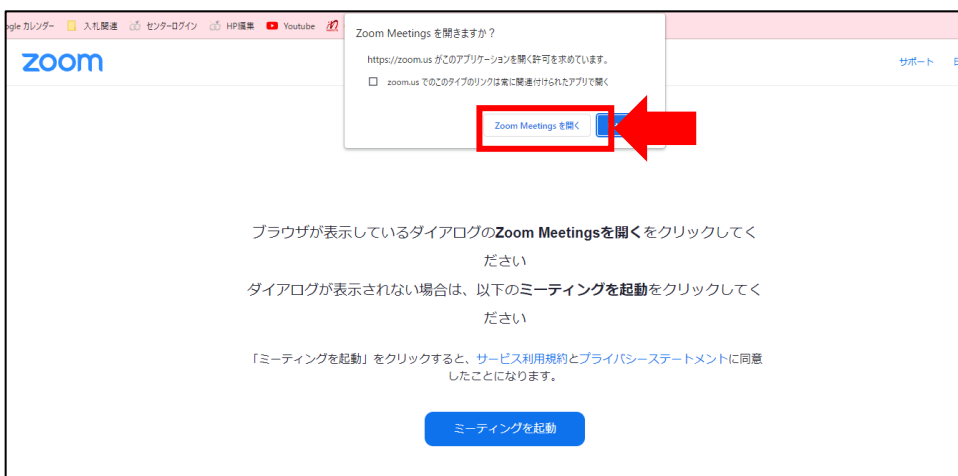 ogle カレンダー 入札関連 センターログイン HP編集 Youtube
Zoom Meetings を開きますか？
https://zoom.us がこのアプリケーションを開く許可を求めています。
zoom.us でのこのタイプのリンクは常に関連付けられたアプリで開く
Zoom Meetings を開く
zoom
サポート
ブラウザが表示しているダイアログのZoom Meetingsを開くをクリックしてく
ださい
ダイアログが表示されない場合は、以下のミーティングを起動をクリックしてく
ださい
「ミーティングを起動」をクリックすると、サービス利用規約とプライバシーステートメントに同意
したことになります。
ミーティングを起動